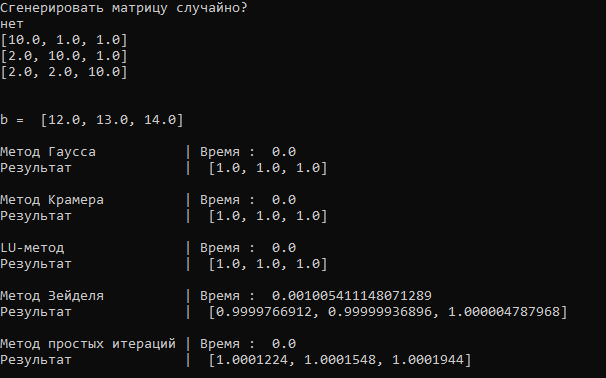 Сгенерировать матрицу случайно?
нет
[10.0, 1.0, 1.0]
[2.0, 10.0, 1.0]
[2.0, 2.0, 10.0]
b =  [12.0, 13.0, 14.0]
Метод Гаусса | Время :  0.0
Результат |  [1.0, 1.0, 1.0]
Метод Крамера | Время :  0.0
Результат |  [1.0, 1.0, 1.0]
LU-метод | Время :  0.0
Результат |  [1.0, 1.0, 1.0]
Метод Зейделя | Время :  0.001005411148071289
Результат |  [0.9999766912, 0.99999936896, 1.000004787968]
Метод простых итераций | Время :  0.0
Результат |  [1.0001224, 1.0001548, 1.0001944]